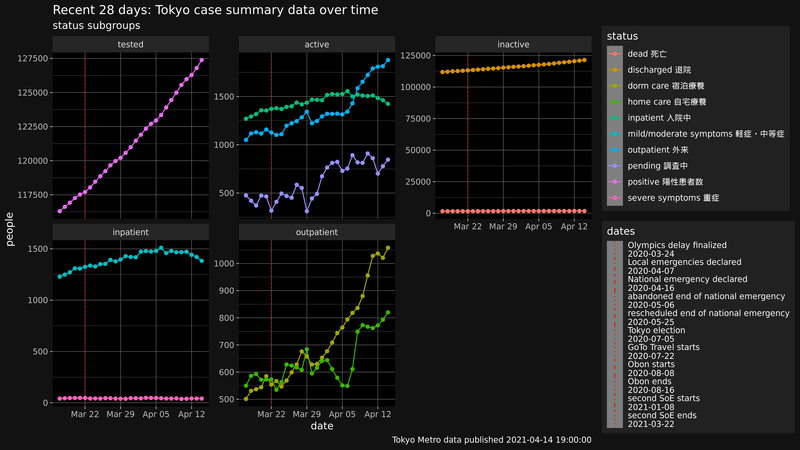 Recent 28 days: Tokyo case summary data over time
status subgroups
people
tested
127500
125000
122500
120000
117500
active
1500
1000
500
inactive
125000
100000
75000
50000
25000
0
Mar 22 Mar 29 Apr 05 Apr 12
inpatient
1500
1000
500
0
Mar 22 Mar 29 Apr 05 Apr 12
outpatient
1000
900
800
700
600
500
Mar 22 Mar 29 Apr 05 Apr 12
date
status
dead 死亡
discharged 退院
dorm care 宿泊療養
home care 自宅療養
inpatient 入院中
mild/moderate symptoms 軽症・中等症
outpatient 外来
pending 調査中
positive 陽性患者数
severe symptoms 重症
dates
Olympics delay finalized
2020-03-24
Local emergencies declared
2020-04-07
National emergency declared
2020-04-16
abandoned end of national emergency
2020-05-06
rescheduled end of national emergency
2020-05-25
Tokyo election
2020-07-05
GoTo Travel starts
2020-07-22
Obon starts
2020-08-08
Obon ends
2020-08-16
second SoE starts
2021-01-08
second SoE ends
2021-03-22
Tokyo Metro data published 2021-04-14 19:00:00